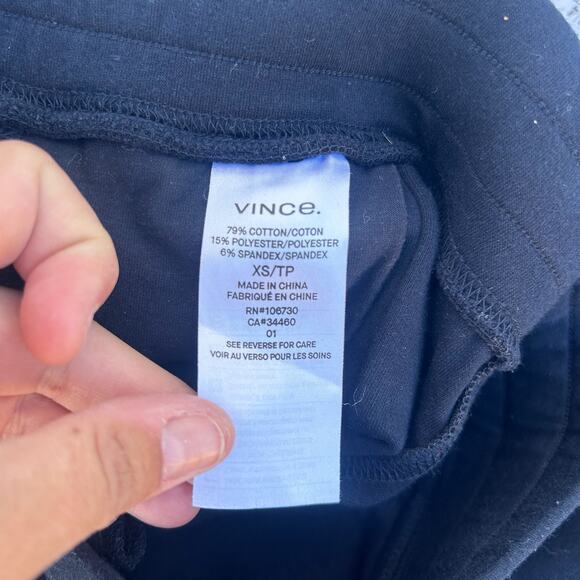 VINCe.
79% COTTON/COTON
15% POLYESTER/POLYESTER
6% SPANDEX/SPANDEX
XS/TP
MADE IN CHINA
FABRIQUÉ EN CHINE
RN#106730
CA#34460
01
SEE REVERSE FOR CARE
VOIR AU VERSO POUR LES SOINS